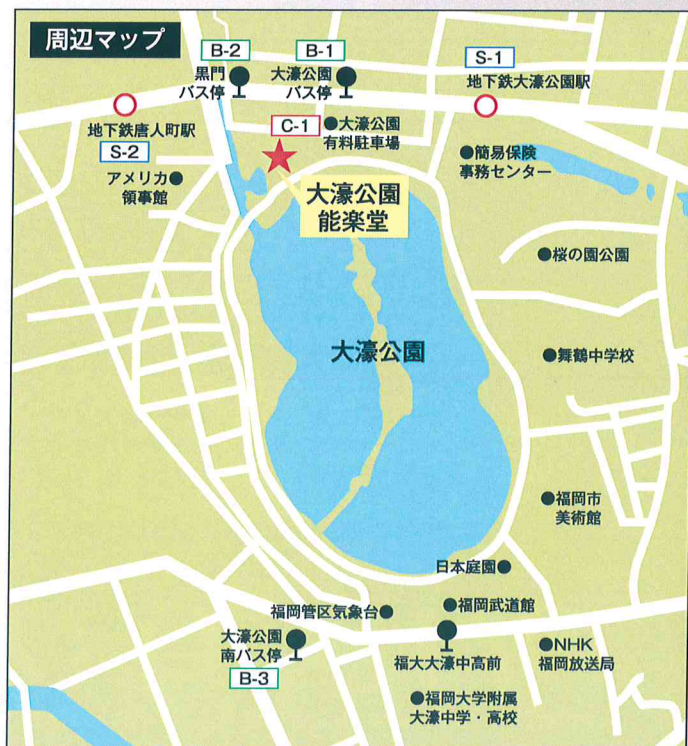 周辺マップ
B-2
黒門
バス停
B-1
大濠公園
バス停
S-1
地下鉄大濠公園駅
地下鉄唐人町駅
S-2
C-1
●大濠公園
有料駐車場
アメリカ●
領事館
●簡易保険
事務センター
大濠公園
能楽堂
●桜の園公園
大濠公園
●舞鶴中学校
●福岡市
美術館
日本庭園●
福岡管区気象台●
●福岡武道館
大濠公園
南バス停
B-3
福大大濠中高前
●NHK
福岡放送局
●福岡大学附属
大濠中学・高校